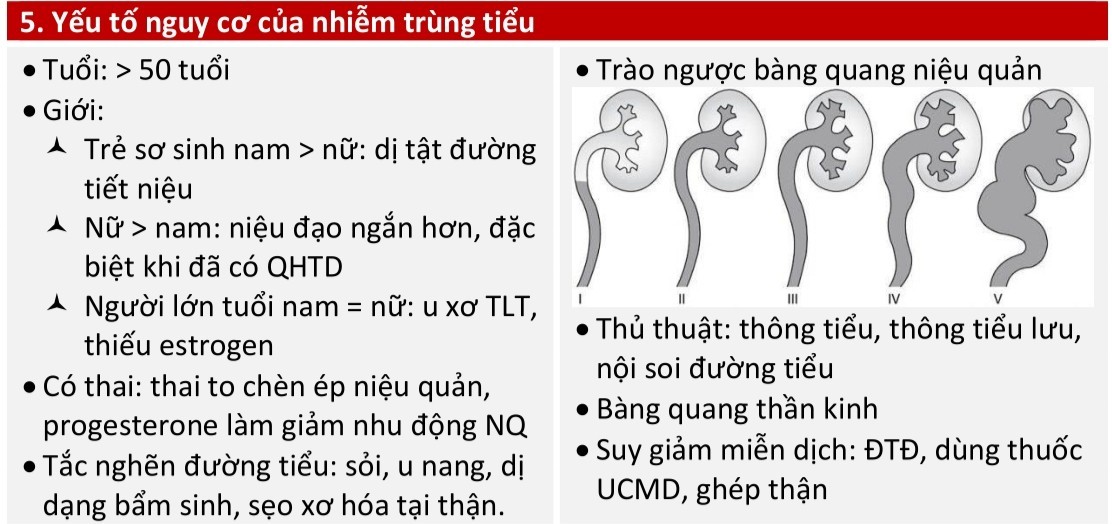 5. Yếu tố nguy cơ của nhiễm trùng tiểu
• Tuổi: > 50 tuổi
• Giới:
Trẻ sơ sinh nam > nữ: dị tật đường
tiết niệu
Nữ > nam: niệu đạo ngắn hơn, đặc
biệt khi đã có QHTD
Người lớn tuổi nam = nữ: u xơ TLT,
thiếu estrogen
• Có thai: thai to chèn ép niệu quản,
progesterone làm giảm nhu động NQ
• Tắc nghẽn đường tiểu: sỏi, u nang, dị
dạng bẩm sinh, sẹo xơ hóa tại thận.
• Trào ngược bàng quang niệu quản
I II III IV V
• Thủ thuật: thông tiểu, thông tiểu lưu,
nội soi đường tiểu
• Bàng quang thần kinh
• Suy giảm miễn dịch: ĐTĐ, dùng thuốc
UCMD, ghép thận